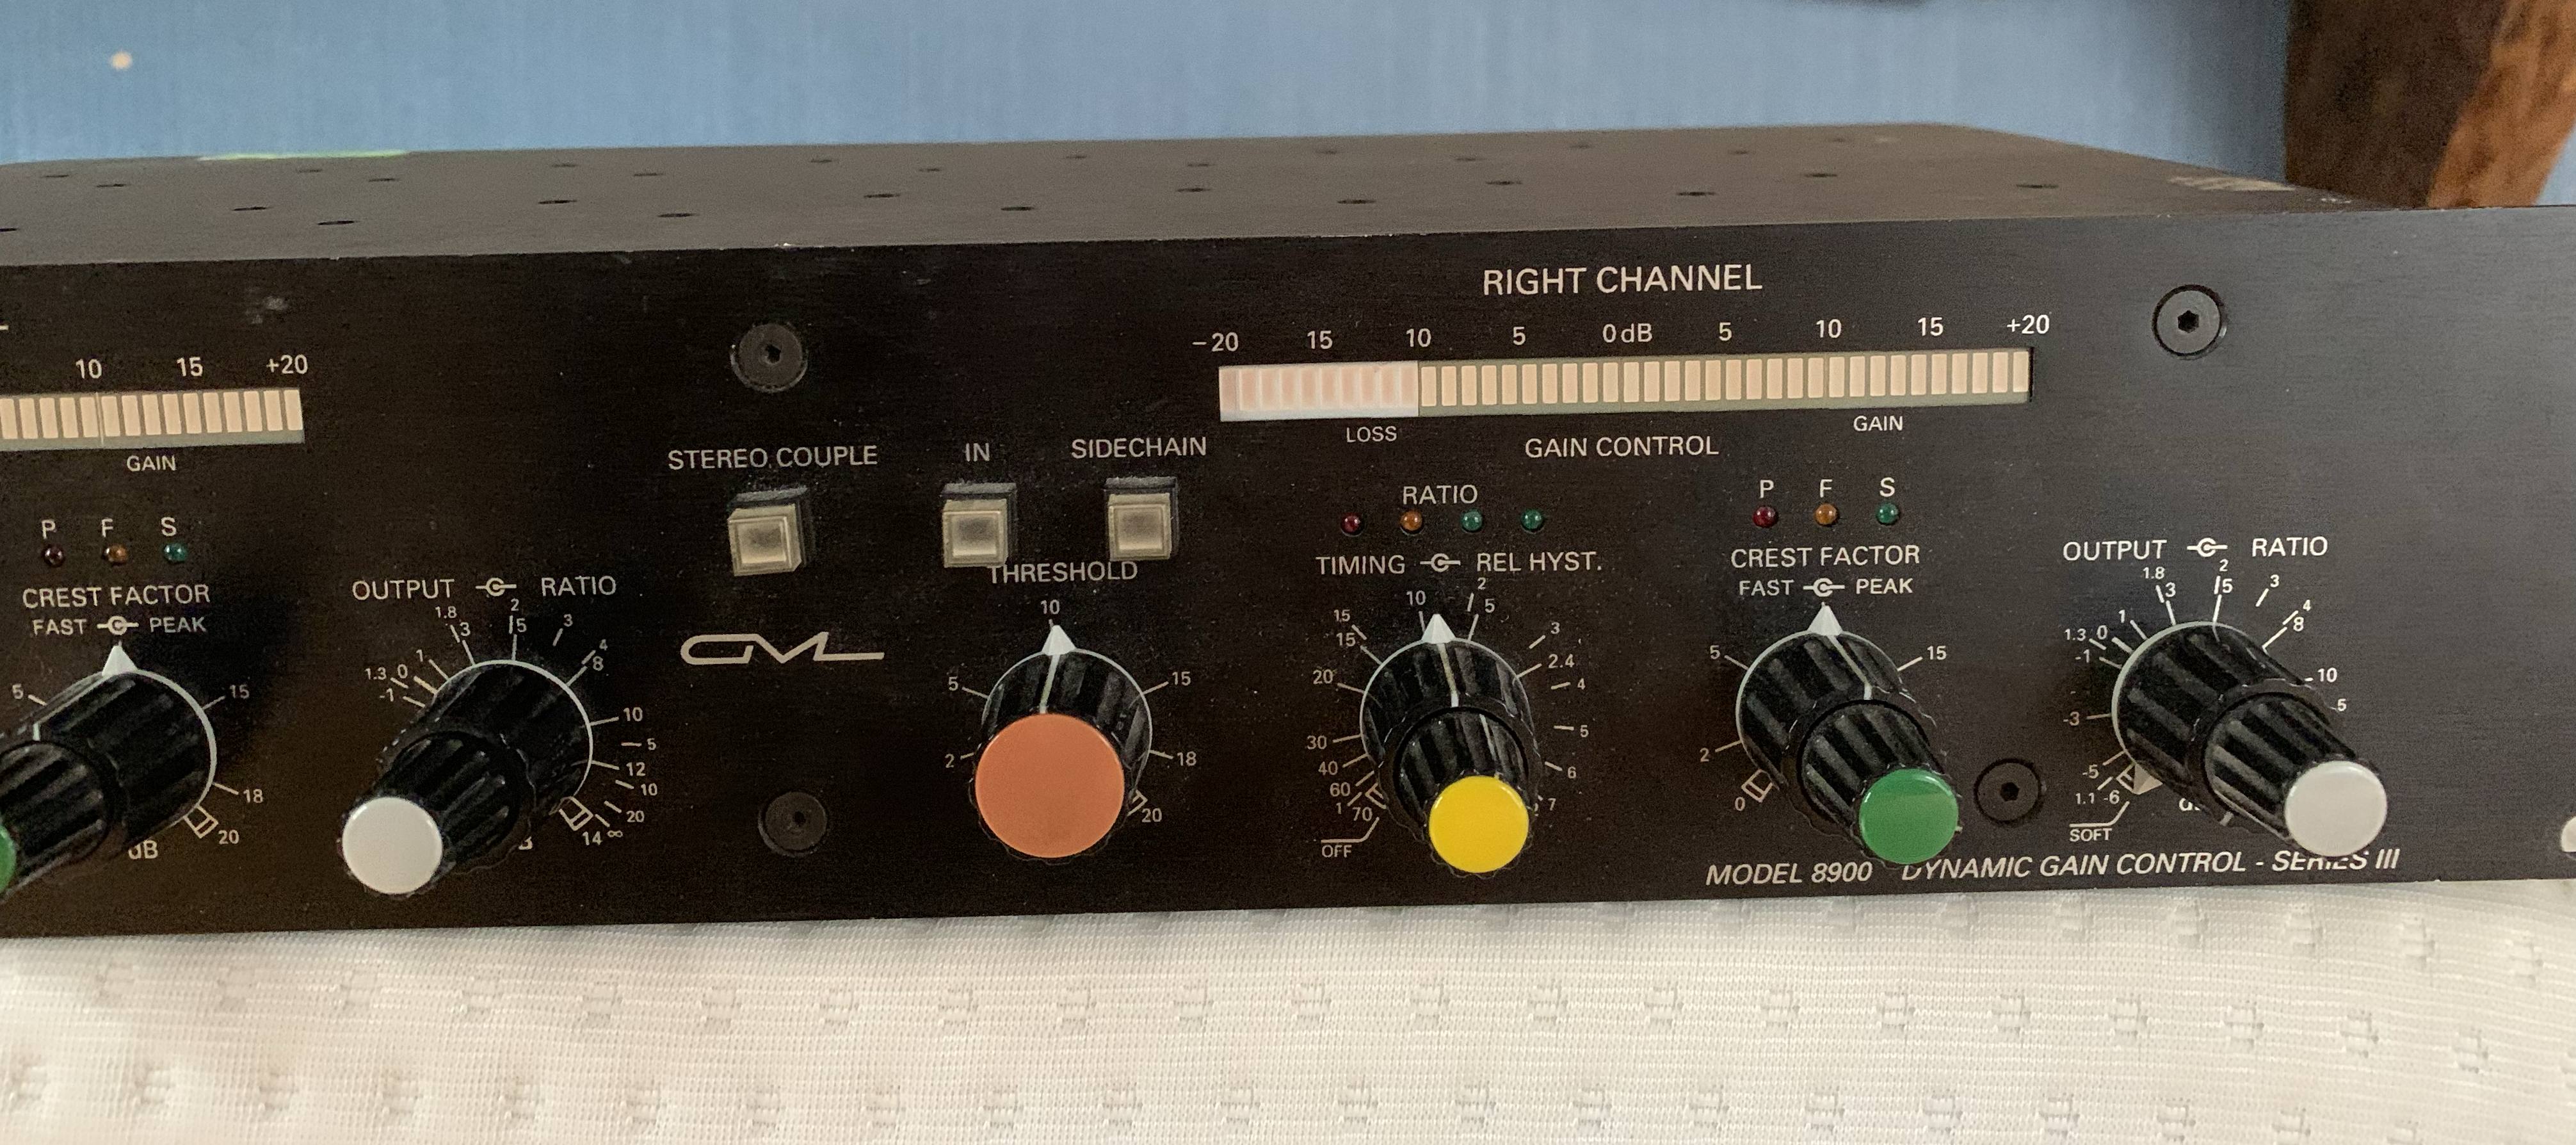 10 15 +20
GAIN
P F S
CREST FACTOR
FAST PEAK
5 15 18 20
dB
OUTPUT RATIO
1.8 2 3 5 3 4 8
1.3 0 1 -1
10 5 12 10 20 14 ∞
STEREO COUPLE
IN
SIDECHAIN
GML
THRESHOLD
10
5 15
2 18
20
RIGHT CHANNEL
-20 15 10 5 0 dB 5 10 15 +20
LOSS
GAIN CONTROL
GAIN
RATIO
TIMING REL HYST.
10 2 5
15 15 3 2.4
20 4
30 5
40 6
60 7
1 70
OFF
P F S
CREST FACTOR
FAST PEAK
5 15
2
0
OUTPUT RATIO
1.8 2 3 5 3 4 8
1.3 0 1 -1
10
-3 5
-5
1.1 -6
SOFT
MODEL 8900 DYNAMIC GAIN CONTROL - SERIES III